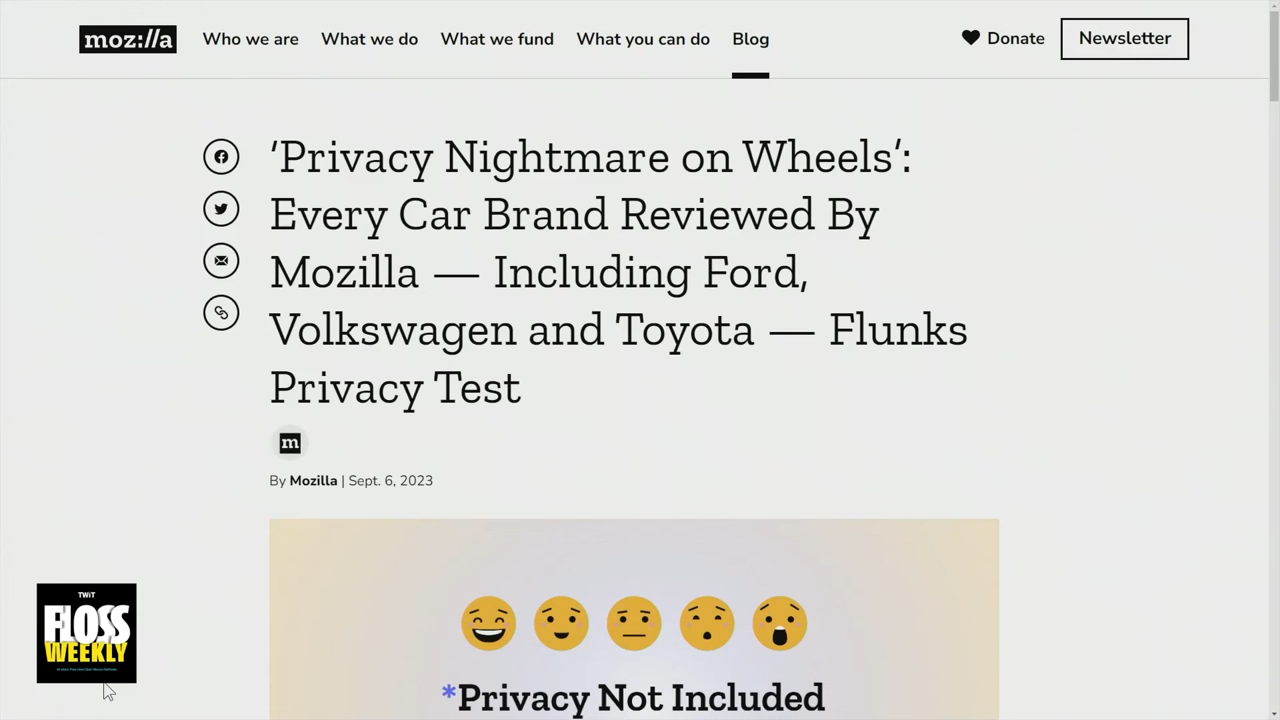 moz://a Who we are What we do What we fund What you can do Blog Donate Newsletter
‘Privacy Nightmare on Wheels’:
Every Car Brand Reviewed By
Mozilla — Including Ford,
Volkswagen and Toyota — Flunks
Privacy Test
m
By Mozilla | Sept. 6, 2023
TWiT
FLOSS
WEEKLY
*Privacy Not Included